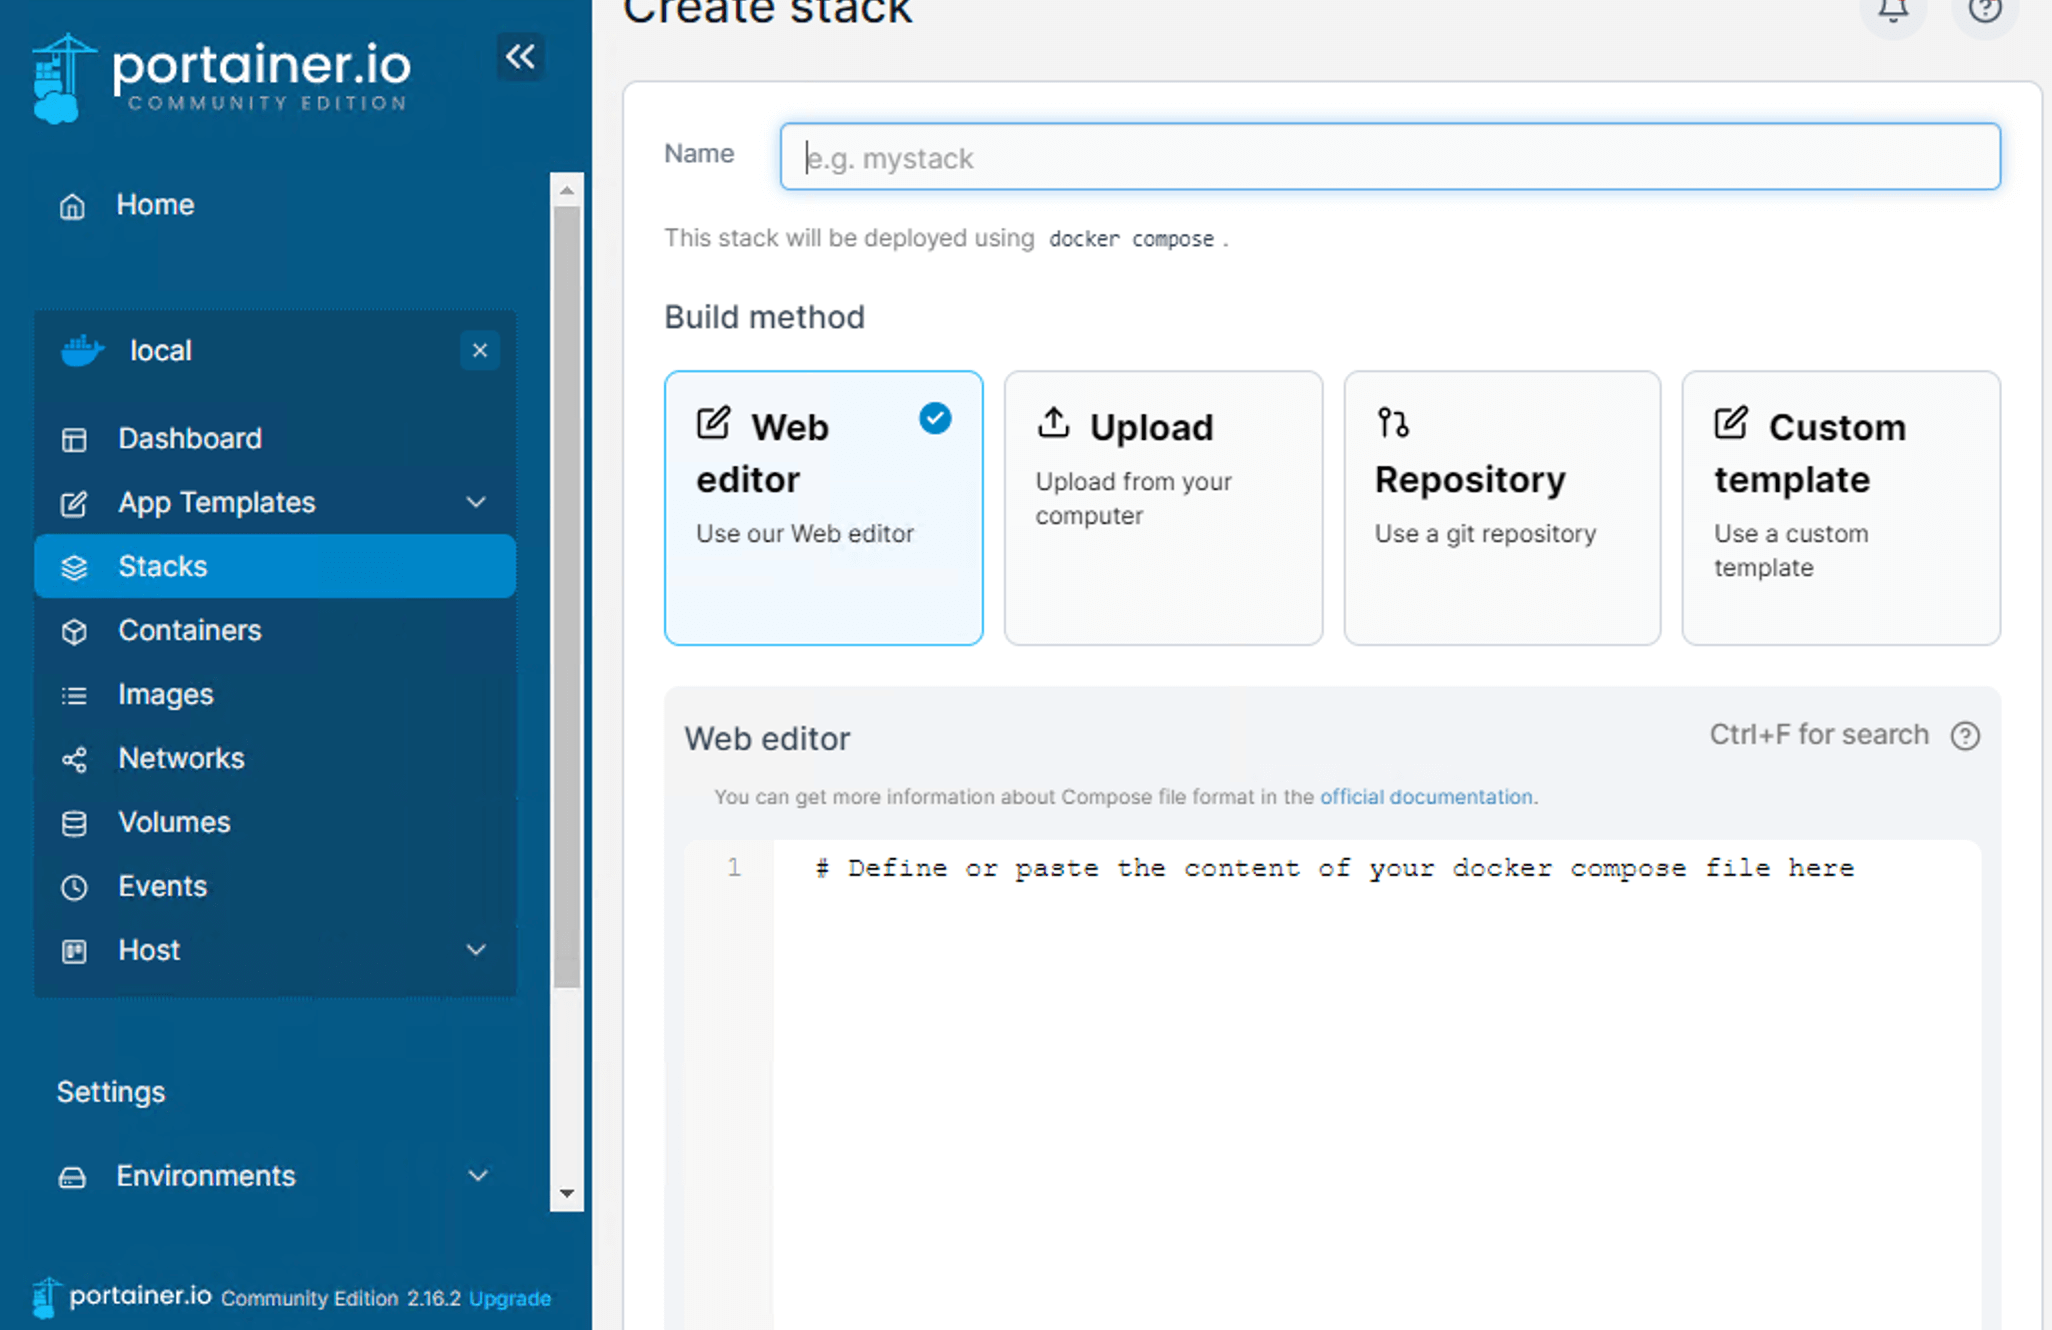 portainer.io
COMMUNITY EDITION
Home
local
Dashboard
App Templates
Stacks
Containers
Images
Networks
Volumes
Events
Host
Settings
Environments
portainer.io Community Edition 2.16.2 Upgrade
Create stack
Name
e.g. mystack
This stack will be deployed using docker compose .
Build method
Web
editor
Use our Web editor
Upload
Upload from your
computer
Repository
Use a git repository
Custom
template
Use a custom
template
Web editor
Ctrl+F for search
You can get more information about Compose file format in the official documentation.
1 # Define or paste the content of your docker compose file here